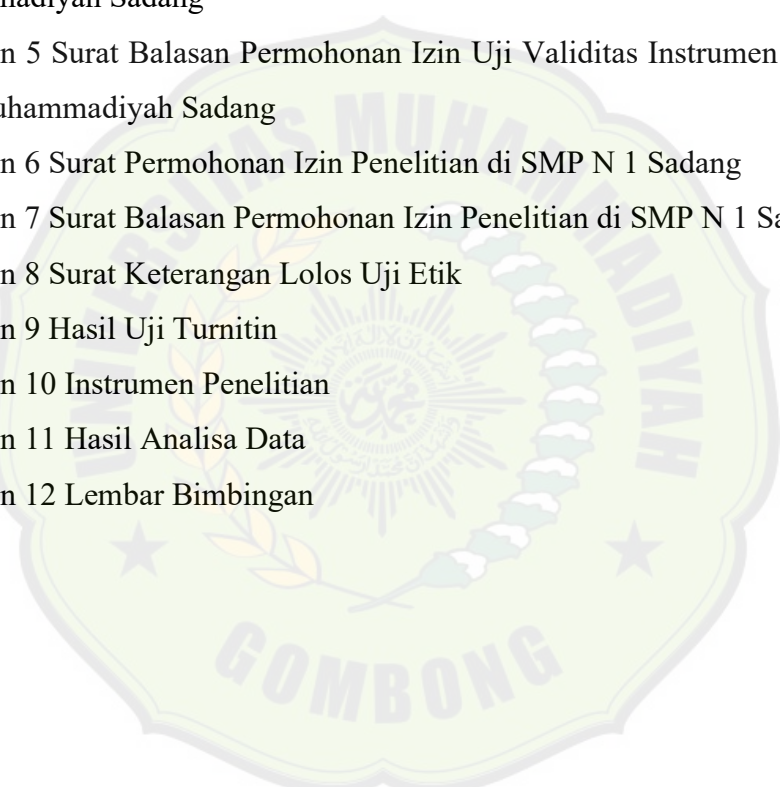 Sadang
n 5 Surat Balasan Permohonan Izin Uji Validitas Instrumen
uhammadiyah Sadang
n 6 Surat Permohonan Izin Penelitian di SMP N 1 Sadang
n 7 Surat Balasan Permohonan Izin Penelitian di SMP N 1 Sa
n 8 Surat Keterangan Lolos Uji Etik
n 9 Hasil Uji Turnitin
n 10 Instrumen Penelitian
n 11 Hasil Analisa Data
n 12 Lembar Bimbingan
UNIVERSITAS MUHAMMADIYAH
GOMBONG